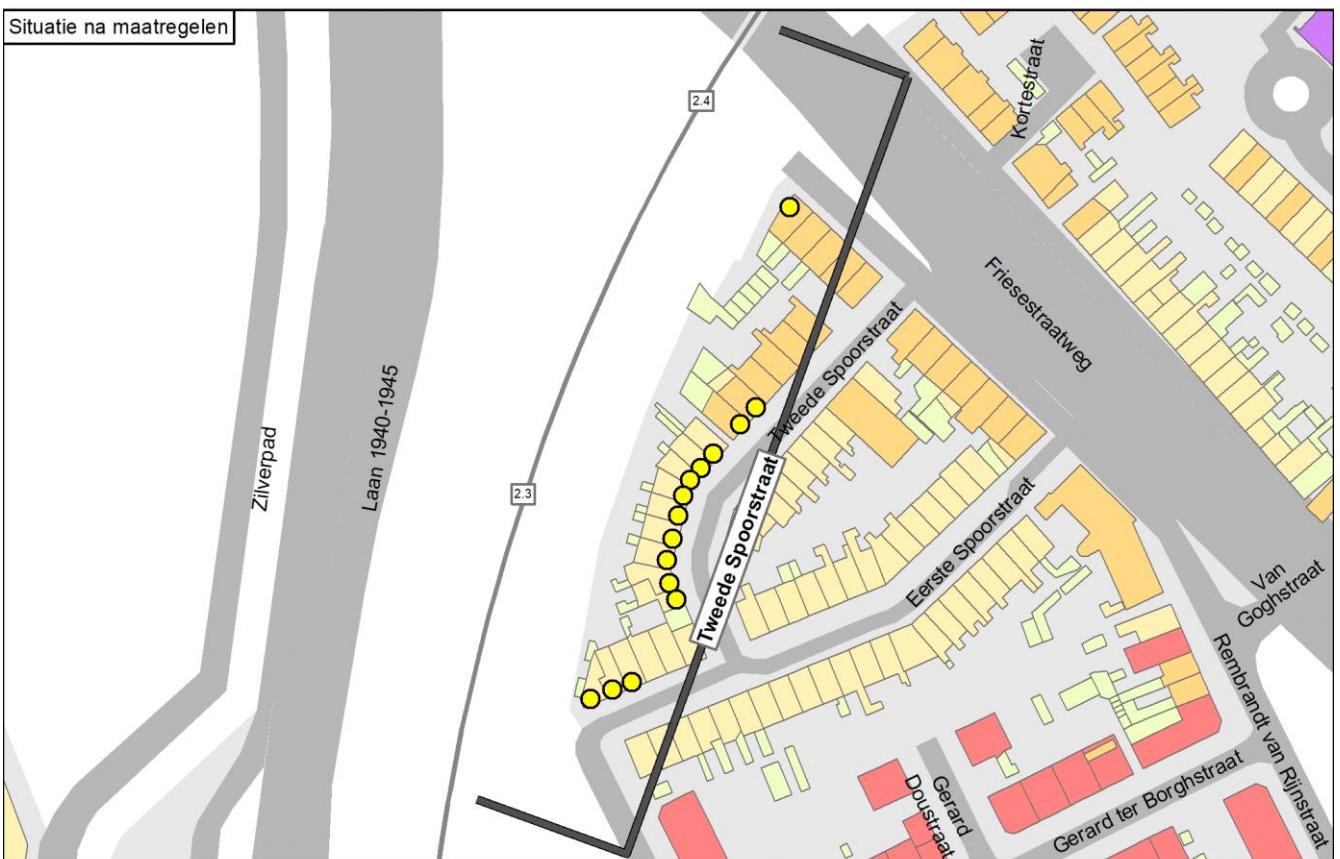 Situatie na maatregelen
2.4
Kortestraat
Friesestraatweg
Tweede Spoorstraat
Laan 1940-1945
Zilverpad
2.3
Tweede Spoorstraat
Eerste Spoorstraat
Van
Goghstraat
Rembrandt van Rijnstraat
Gerard
Doustraat
Gerard ter Borghstraat